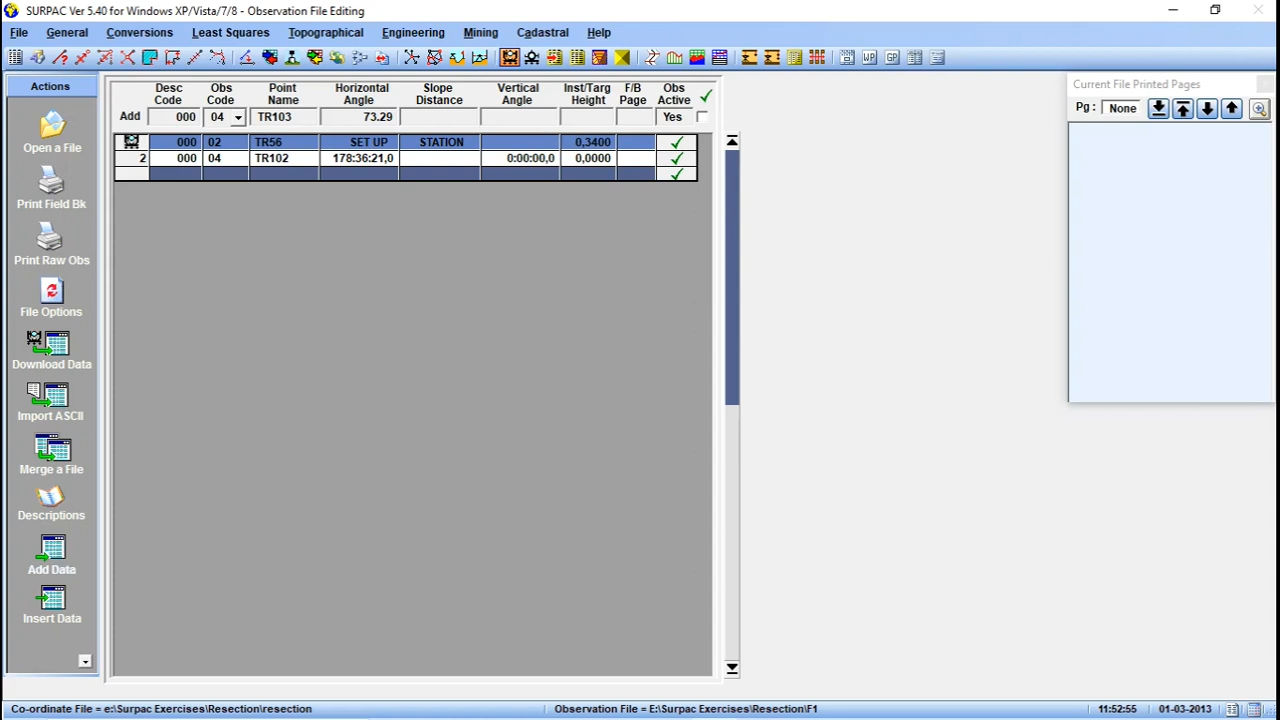 SURPAC Ver 5.40 for Windows XP/Vista/7/8 - Observation File Editing
File General Conversions Least Squares Topographical Engineering Mining Cadastral Help
WP GP
Actions
Open a File
Print Field Bk
Print Raw Obs
File Options
Download Data
Import ASCII
Merge a File
Descriptions
Add Data
Insert Data
Desc Code Obs Code Point Name Horizontal Angle Slope Distance Vertical Angle Inst/Targ Height F/B Page Obs Active
Add 000 04 TR103 73.29 Yes
000 02 TR56 SET UP STATION 0,3400
2 000 04 TR102 178:36:21,0 0:00:00,0 0,0000
Current File Printed Pages
Pg : None
Co-ordinate File = e:\Surpac Exercises\Resection\resection Observation File = E:\Surpac Exercises\Resection\F1 11:52:55 01-03-2013